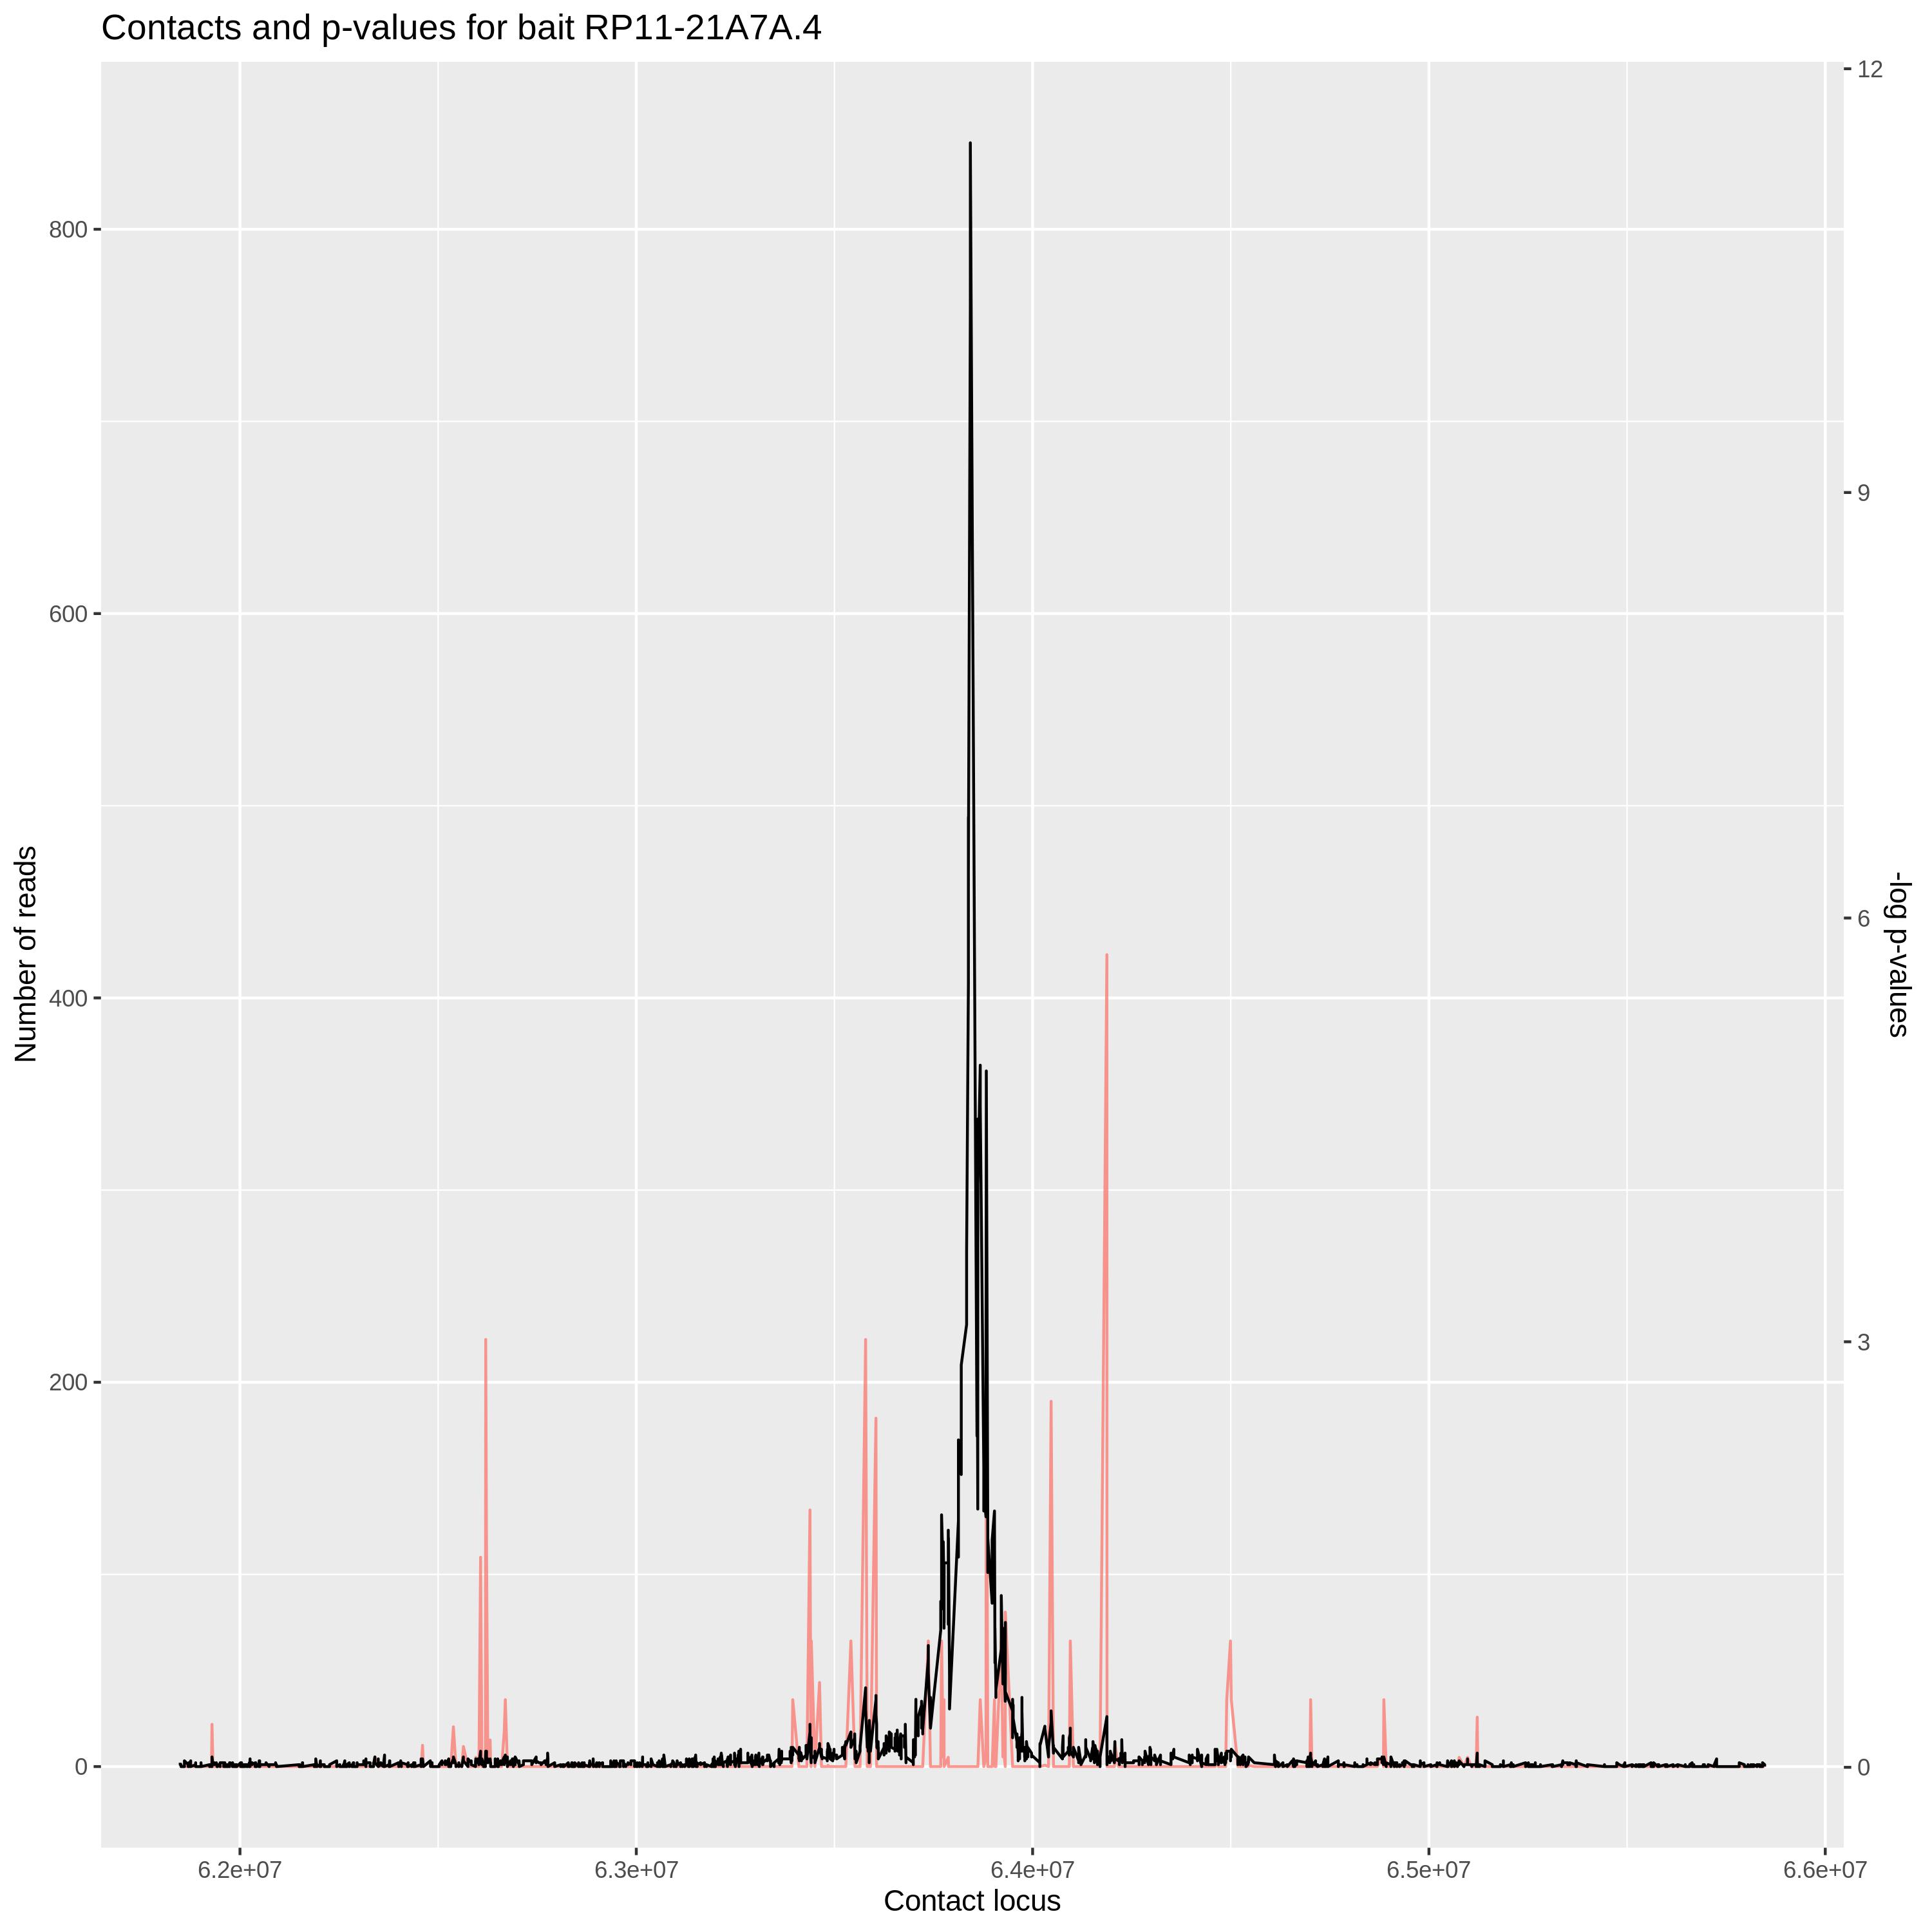 Contacts and p-values for bait RP11-21A7A.4
12
800
9
600
Number of reads
-log p-values
6
400
3
200
0
0
6.2e+07
6.3e+07
6.4e+07
6.5e+07
6.6e+07
Contact locus